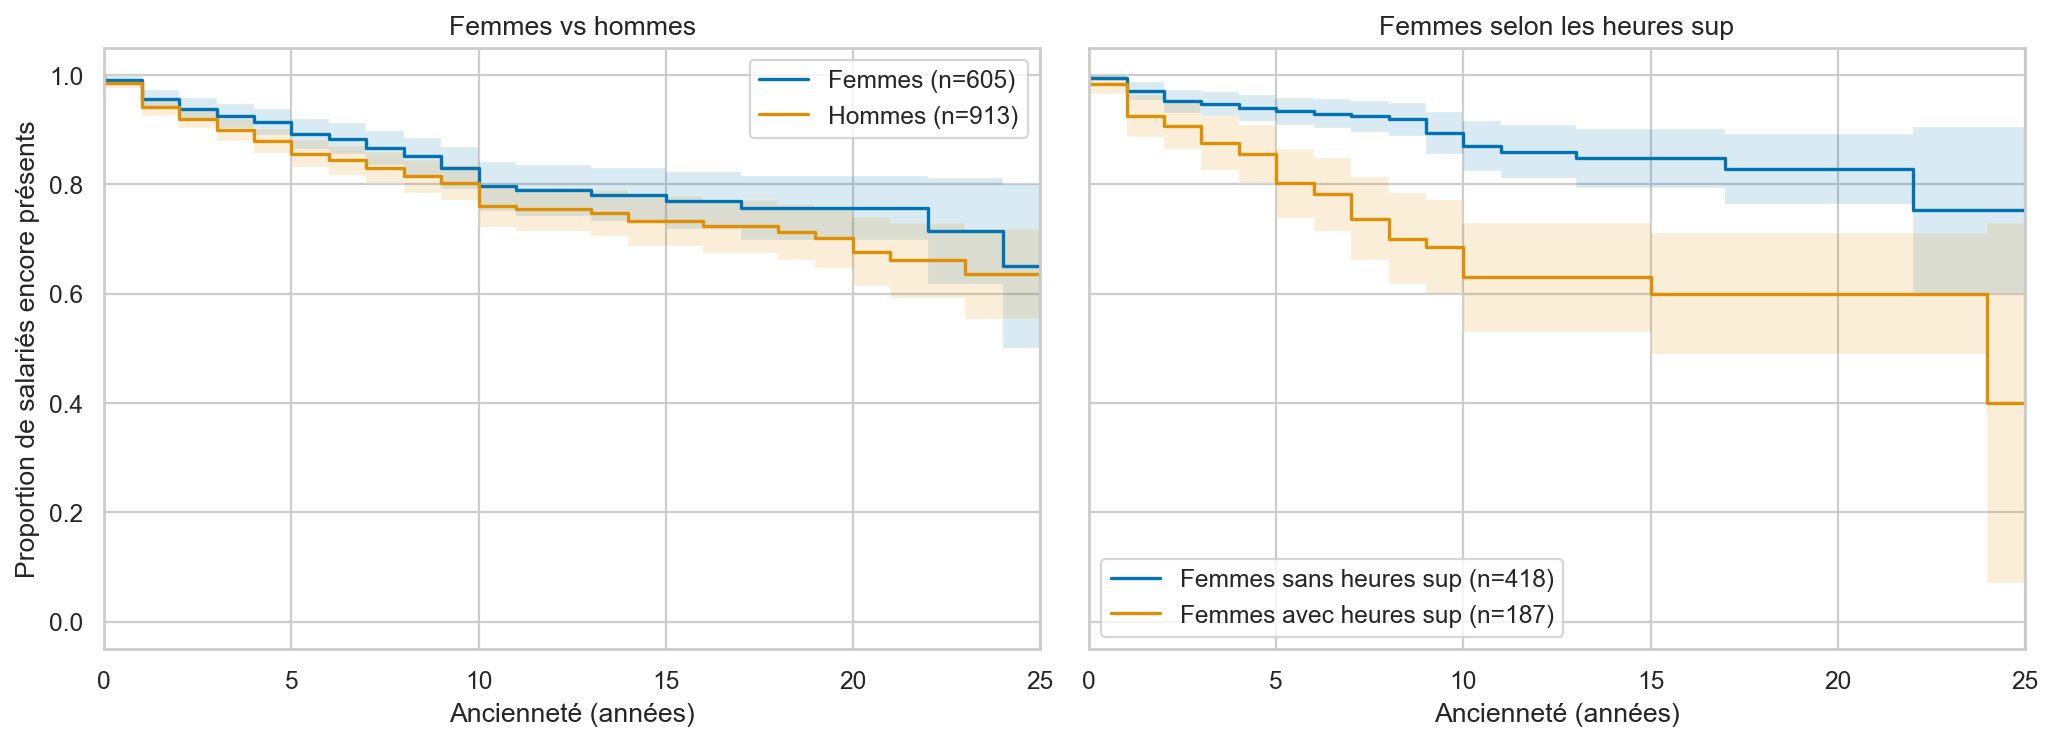 Femmes vs hommes
Femmes (n=605)
Hommes (n=913)
Proportion de salariés encore présents
1.0
0.8
0.6
0.4
0.2
0.0
0 5 10 15 20 25
Ancienneté (années)
Femmes selon les heures sup
Femmes sans heures sup (n=418)
Femmes avec heures sup (n=187)
0 5 10 15 20 25
Ancienneté (années)